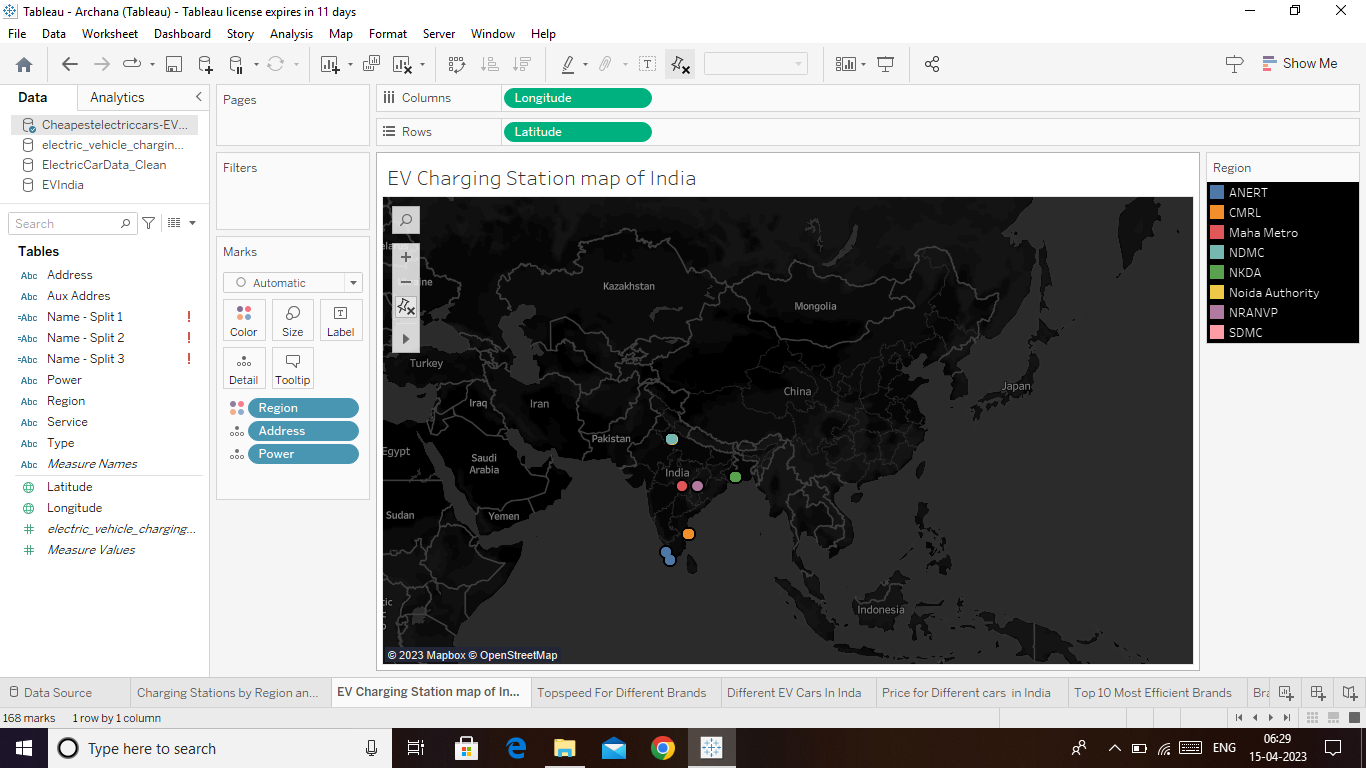 Tableau - Archana (Tableau) - Tableau license expires in 11 days
File Data Worksheet Dashboard Story Analysis Map Format Server Window Help
Show Me
Data Analytics
Cheapestelectriccars-EV...
electric_vehicle_chargin...
ElectricCarData_Clean
EVIndia
Search
Tables
Abc Address
Abc Aux Addres
=Abc Name - Split 1 !
=Abc Name - Split 2 !
=Abc Name - Split 3 !
Abc Power
Abc Region
Abc Service
Abc Type
Abc Measure Names
Latitude
Longitude
# electric_vehicle_charging...
# Measure Values
Pages
Filters
Marks
Automatic
Color Size Label
Detail Tooltip
Region
Address
Power
Columns Longitude
Rows Latitude
EV Charging Station map of India
Kazakhstan
Mongolia
Turkey
China
Japan
Iraq
Iran
Pakistan
Egypt
Saudi
Arabia
India
Sudan
Yemen
Indonesia
© 2023 Mapbox © OpenStreetMap
Region
ANERT
CMRL
Maha Metro
NDMC
NKDA
Noida Authority
NRANVP
SDMC
Data Source Charging Stations by Region an... EV Charging Station map of In... Topspeed For Different Brands Different EV Cars In Inda Price for Different cars in India Top 10 Most Efficient Brands Bra
168 marks 1 row by 1 column
Type here to search
ENG
06:29
15-04-2023